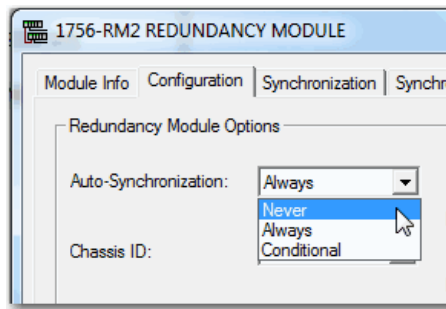 1756-RM2 REDUNDANCY MODULE
Module Info Configuration Synchronization Synchr
Redundancy Module Options
Auto-Synchronization: Always
Never
Always
Conditional
Chassis ID: